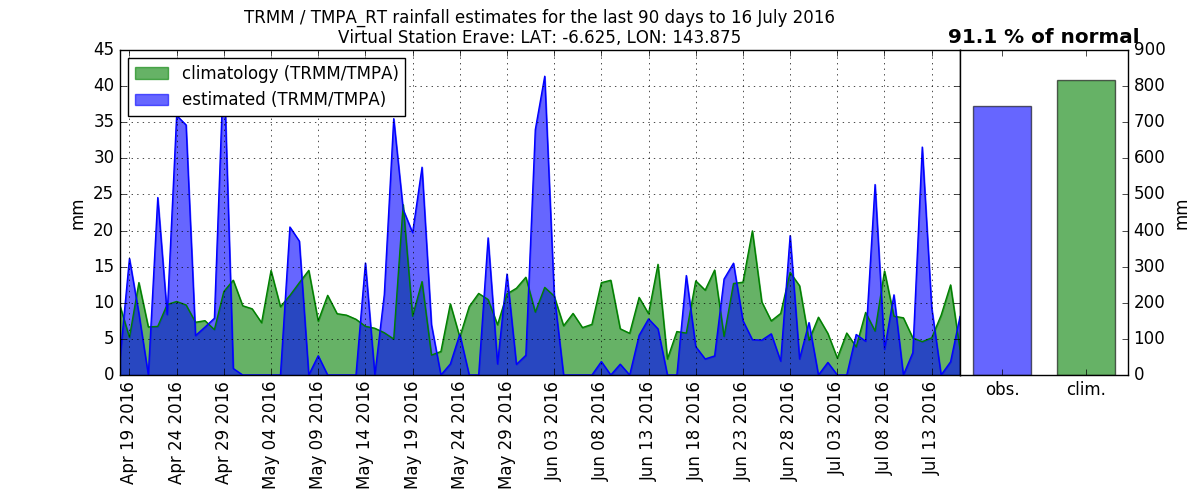 TRMM / TMPA_RT rainfall estimates for the last 90 days to 16 July 2016
Virtual Station Erave: LAT: -6.625, LON: 143.875
91.1 % of normal
climatology (TRMM/TMPA)
estimated (TRMM/TMPA)
mm
45
40
35
30
25
20
15
10
5
0
Apr 19 2016
Apr 24 2016
Apr 29 2016
May 04 2016
May 09 2016
May 14 2016
May 19 2016
May 24 2016
May 29 2016
Jun 03 2016
Jun 08 2016
Jun 13 2016
Jun 18 2016
Jun 23 2016
Jun 28 2016
Jul 03 2016
Jul 08 2016
Jul 13 2016
obs.
clim.
900
800
700
600
500
400
300
200
100
0
mm